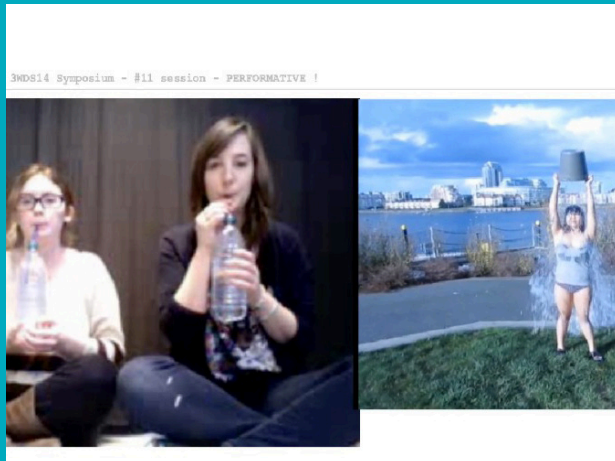 3WDS14 Symposium - #11 session - PERFORMATIVE !